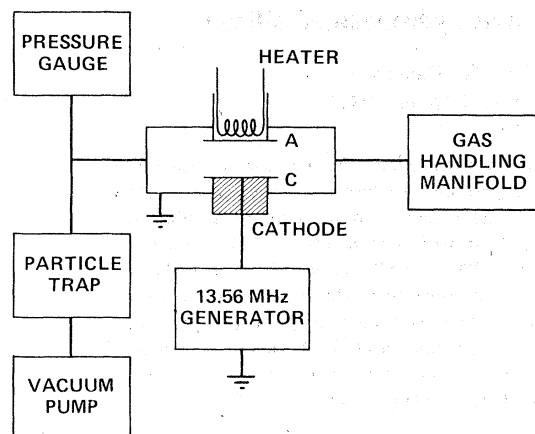 PRESSURE
GAUGE
HEATER
A
C
GAS
HANDLING
MANIFOLD
CATHODE
PARTICLE
TRAP
13.56 MHz
GENERATOR
VACUUM
PUMP